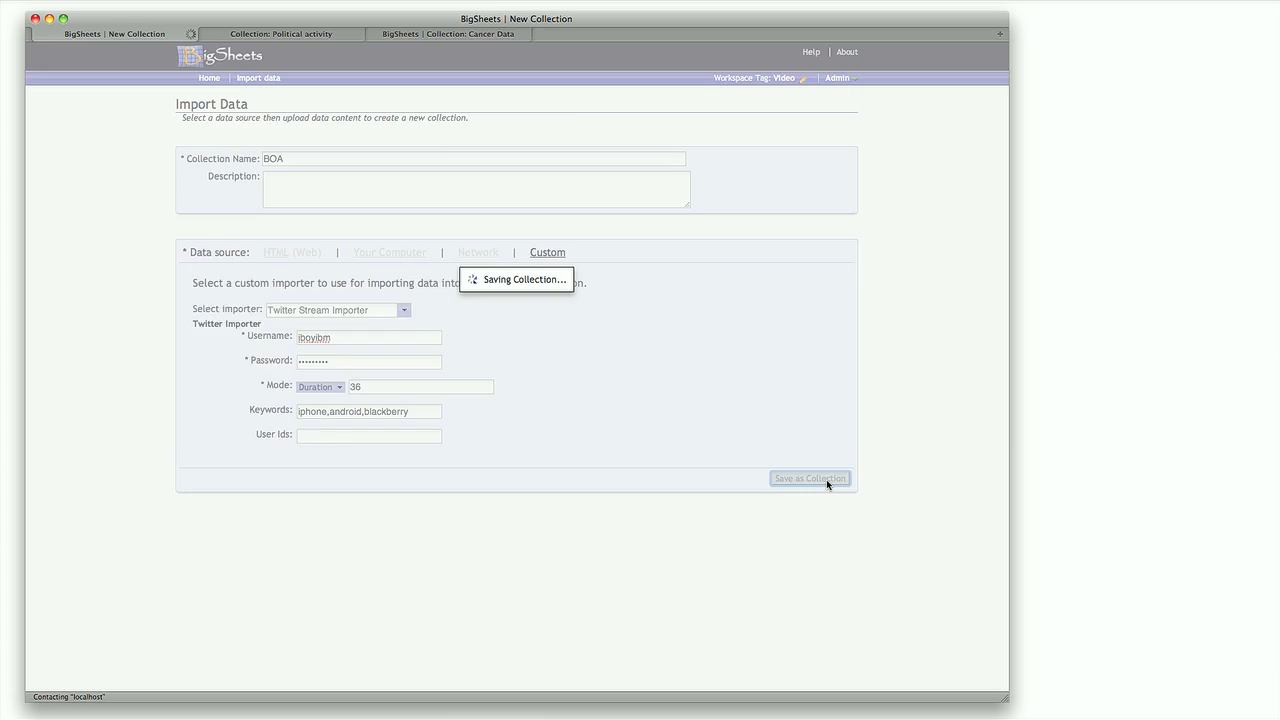 BigSheets | New Collection
BigSheets | New Collection
Collection: Political activity
BigSheets | Collection: Cancer Data
+
BigSheets
Help | About
Home | Import data
Workspace Tag: Video | Admin
Import Data
Select a data source then upload data content to create a new collection.
* Collection Name: BOA
Description:
* Data source: HTML (Web) | Your Computer | Network | Custom
Saving Collection...
Select a custom importer to use for importing data into n.
Select importer: Twitter Stream Importer
Twitter Importer
* Username: jboyibm
* Password: •••••••••
* Mode: Duration 36
Keywords: iphone,android,blackberry
User Ids:
Save as Collection
Contacting "localhost"